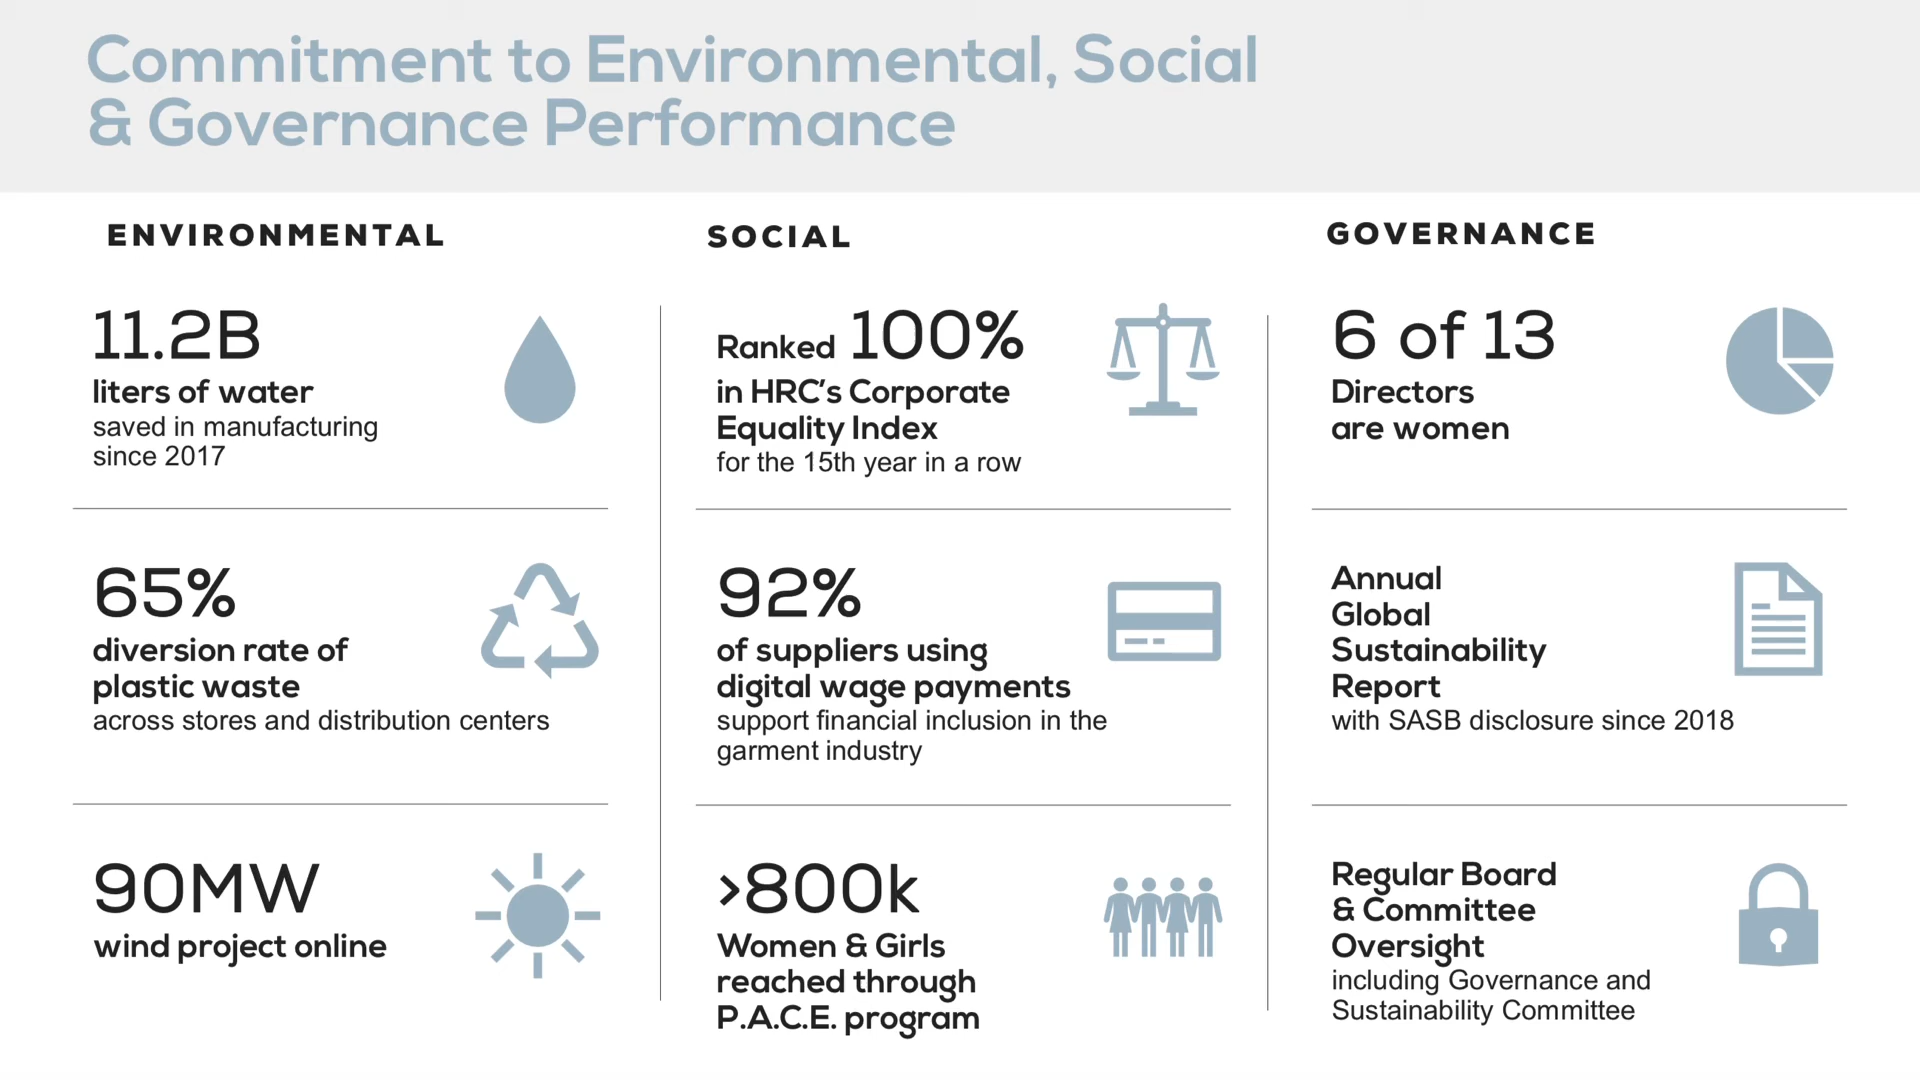 Commitment to Environmental, Social
& Governance Performance
ENVIRONMENTAL
11.2B
liters of water
saved in manufacturing
since 2017
65%
diversion rate of
plastic waste
across stores and distribution centers
90MW
wind project online
SOCIAL
Ranked 100%
in HRC's Corporate
Equality Index
for the 15th year in a row
92%
of suppliers using
digital wage payments
support financial inclusion in the
garment industry
>800k
Women & Girls
reached through
P.A.C.E. program
GOVERNANCE
6 of 13
Directors
are women
Annual
Global
Sustainability
Report
with SASB disclosure since 2018
Regular Board
& Committee
Oversight
including Governance and
Sustainability Committee